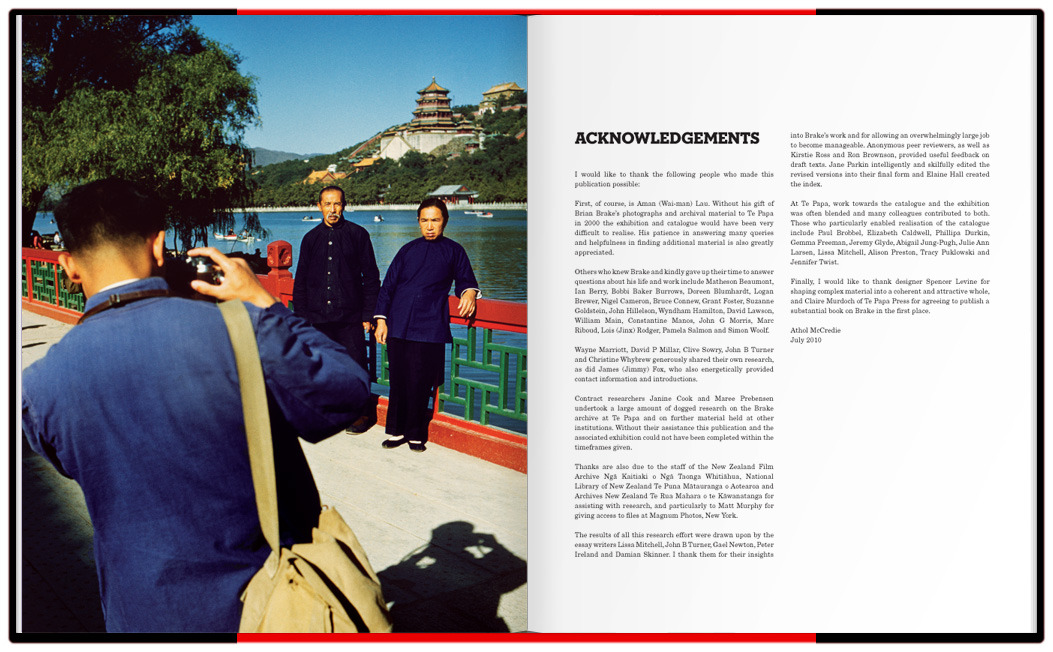 ACKNOWLEDGEMENTS
I would like to thank the following people who made this
publication possible:
First, of course, is Aman (Wai-man) Lau. Without his gift of
Brian Brake's photographs and archival material to Te Papa
in 2000 the exhibition and catalogue would have been very
difficult to realise. His patience in answering many queries
and helpfulness in finding additional material is also greatly
appreciated.
Others who knew Brake and kindly gave up their time to answer
questions about his life and work include Matheson Beaumont,
Ian Berry, Bobbi Baker Burrows, Doreen Blumhardt, Logan
Brewer, Nigel Cameron, Bruce Connew, Grant Foster, Suzanne
Goldstein, John Hillelson, Wyndham Hamilton, David Lawson,
William Main, Constantine Manos, John G Morris, Marc
Riboud, Lois (Jinx) Rodger, Pamela Salmon and Simon Woolf.
Wayne Marriott, David P Millar, Clive Sowry, John B Turner
and Christine Whybrew generously shared their own research,
as did James (Jimmy) Fox, who also energetically provided
contact information and introductions.
Contract researchers Janine Cook and Maree Prebensen
undertook a large amount of dogged research on the Brake
archive at Te Papa and on further material held at other
institutions. Without their assistance this publication and the
associated exhibition could not have been completed within the
timeframes given.
Thanks are also due to the staff of the New Zealand Film
Archive Ngā Kaitiaki o Ngā Taonga Whitiāhua, National
Library of New Zealand Te Puna Mātauranga o Aotearoa and
Archives New Zealand Te Rua Mahara o te Kāwanatanga for
assisting with research, and particularly to Matt Murphy for
giving access to files at Magnum Photos, New York.
The results of all this research effort were drawn upon by the
essay writers Lissa Mitchell, John B Turner, Gael Newton, Peter
Ireland and Damian Skinner. I thank them for their insights
into Brake's work and for allowing an overwhelmingly large job
to become manageable. Anonymous peer reviewers, as well as
Kirstie Ross and Ron Brownson, provided useful feedback on
draft texts. Jane Parkin intelligently and skilfully edited the
revised versions into their final form and Elaine Hall created
the index.
At Te Papa, work towards the catalogue and the exhibition
was often blended and many colleagues contributed to both.
Those who particularly enabled realisation of the catalogue
include Paul Brobbel, Elizabeth Caldwell, Phillipa Durkin,
Gemma Freeman, Jeremy Glyde, Abigail Jung-Pugh, Julie Ann
Larsen, Lissa Mitchell, Alison Preston, Tracy Puklowski and
Jennifer Twist.
Finally, I would like to thank designer Spencer Levine for
shaping complex material into a coherent and attractive whole,
and Claire Murdoch of Te Papa Press for agreeing to publish a
substantial book on Brake in the first place.
Athol McCredie
July 2010